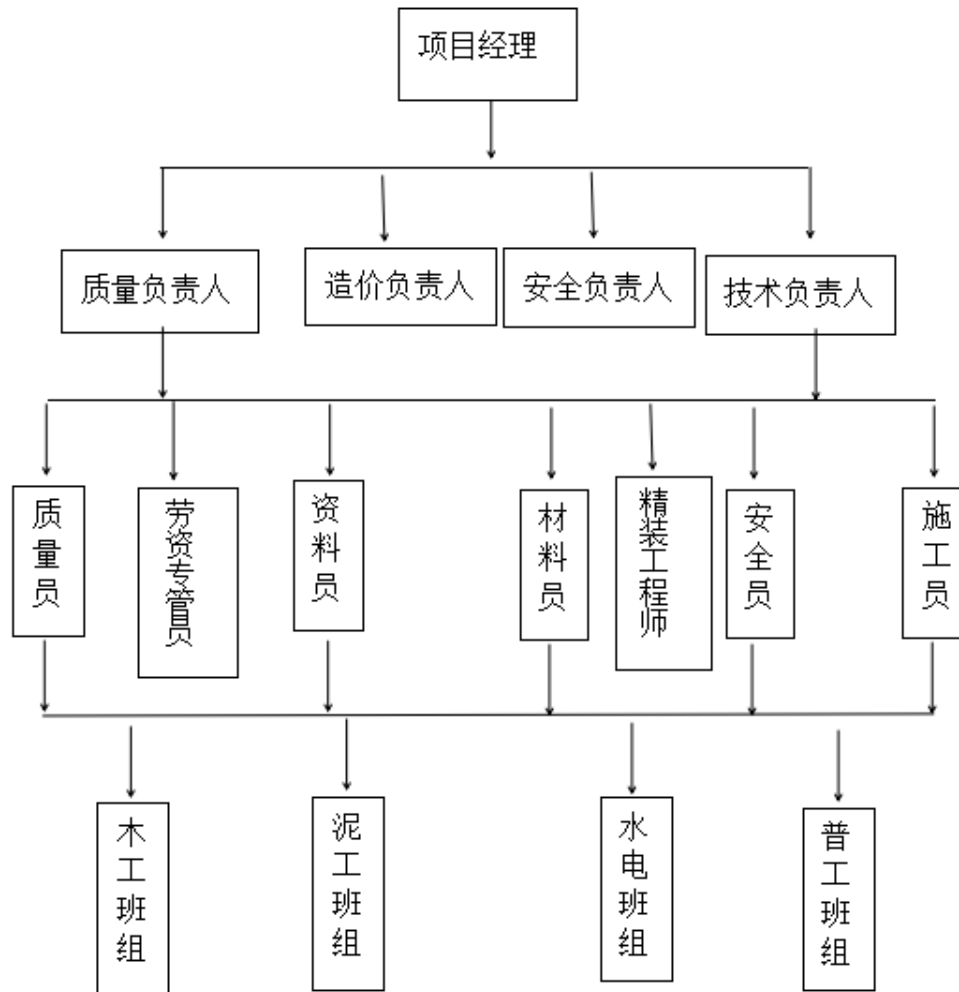 项目经理
质量负责人
造价负责人
安全负责人
技术负责人
质量员
劳资专管员
资料员
材料员
精装工程师
安全员
施工员
木工班组
泥工班组
水电班组
普工班组